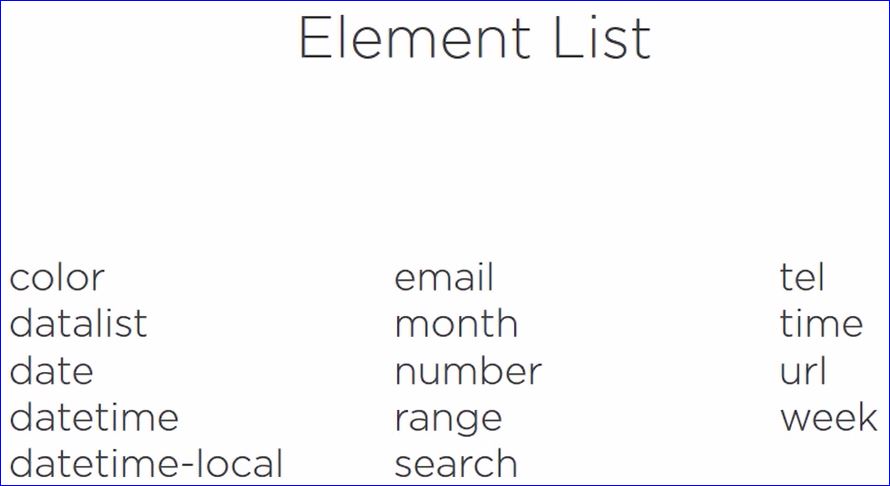 Element List
color
datalist
date
datetime
datetime-local
email
month
number
range
search
tel
time
url
week